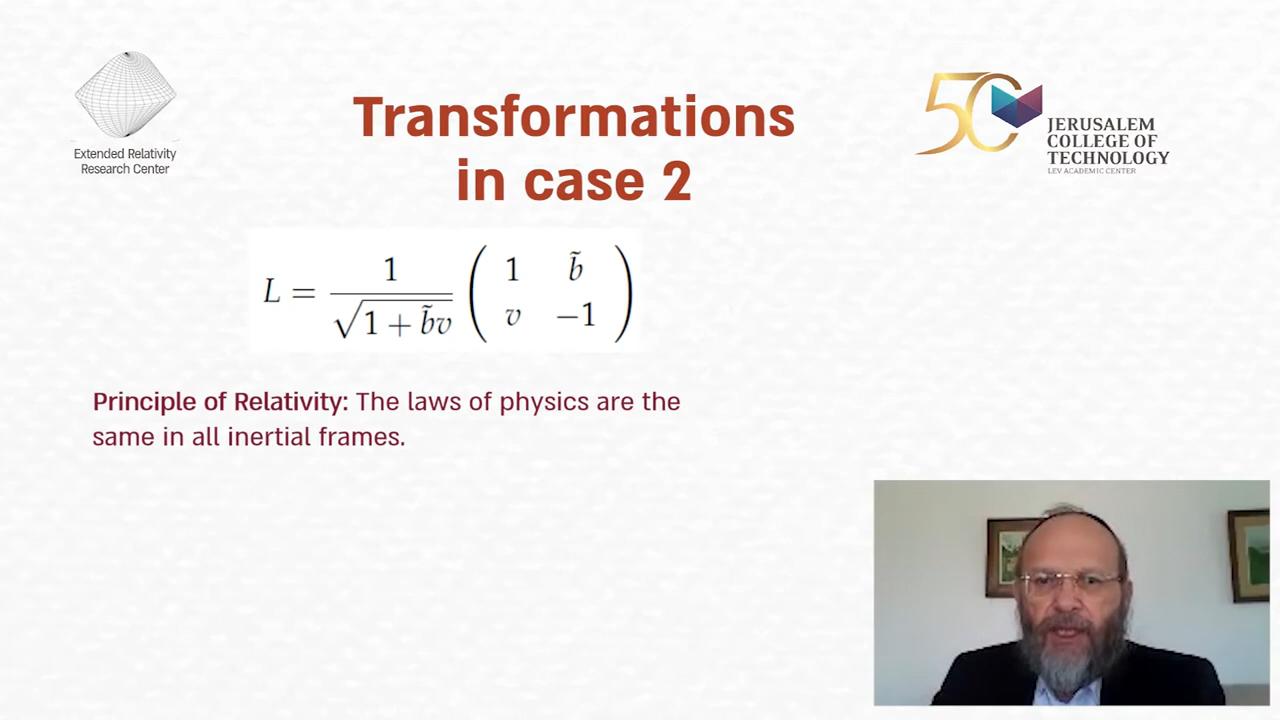 Extended Relativity
Research Center
Transformations
in case 2
50
JERUSALEM
COLLEGE OF
TECHNOLOGY
LEV ACADEMIC CENTER
L = 1/√(1 + b̃v) ( 1 b̃
v −1 )
Principle of Relativity: The laws of physics are the
same in all inertial frames.